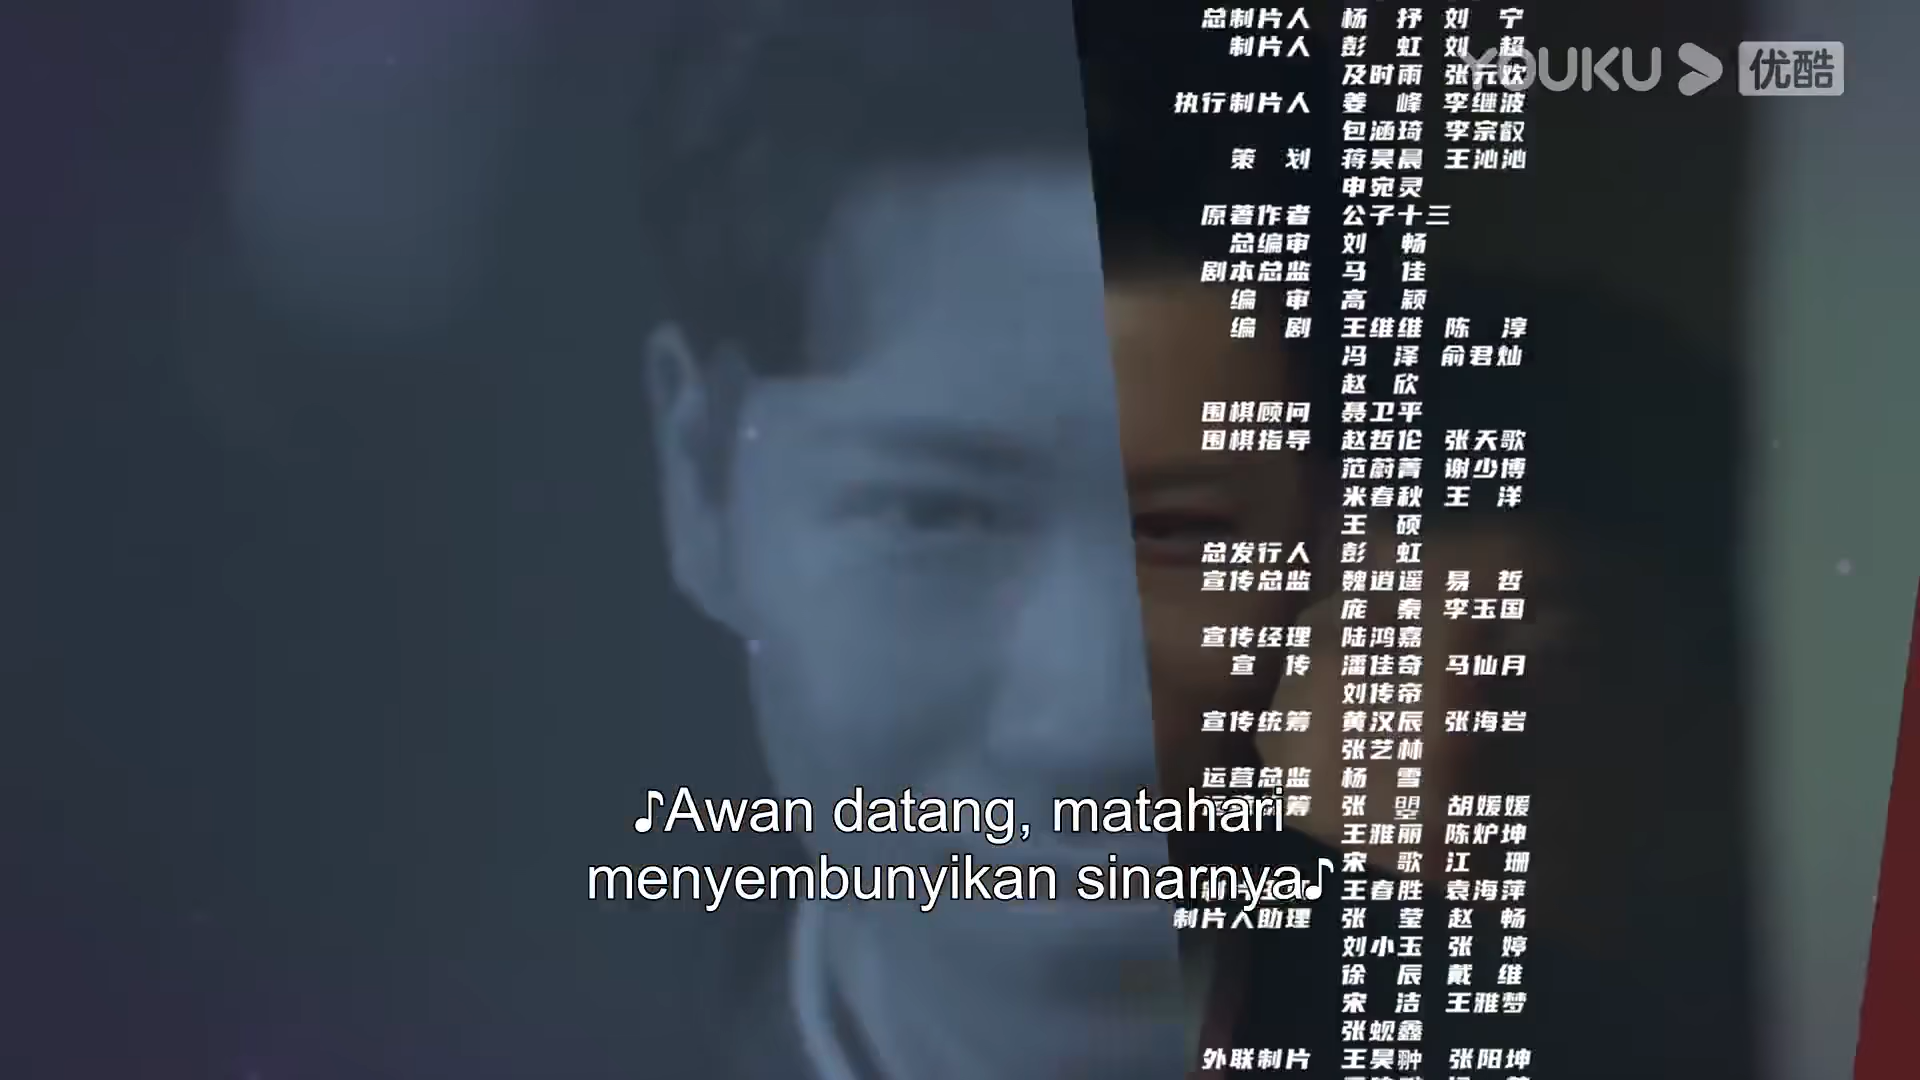 总制片人 杨抒 刘宁
制片人 彭虹 刘超
及时雨 张元欢
YOUKU 优酷
执行制片人 姜峰 李继波
包涵琦 李宗叡
策划 蒋昊晨 王沁沁
申宛灵
原著作者 公子十三
总编审 刘畅
剧本总监 马佳
编审 高颖
编剧 王维维 陈淳
冯泽 俞君灿
赵欣
围棋顾问 聂卫平
围棋指导 赵哲伦 张天歌
范蔚菁 谢少博
米春秋 王洋
王硕
总发行人 彭虹
宣传总监 魏逍遥 易哲
庞秦 李玉国
宣传经理 陆鸿嘉
宣传 潘佳奇 马仙月
刘传帝
宣传统筹 黄汉辰 张海岩
张艺林
运营总监 杨雪
张曌 胡媛媛
♪Awan datang, matahari
王雅丽 陈炉坤
宋歌 江珊
menyembunyikan sinarnya♪
王春胜 袁海萍
制片人助理 张莹 赵畅
刘小玉 张婷
徐辰 戴维
宋洁 王雅梦
张蚬鑫
外联制片 王昊翀 张阳坤